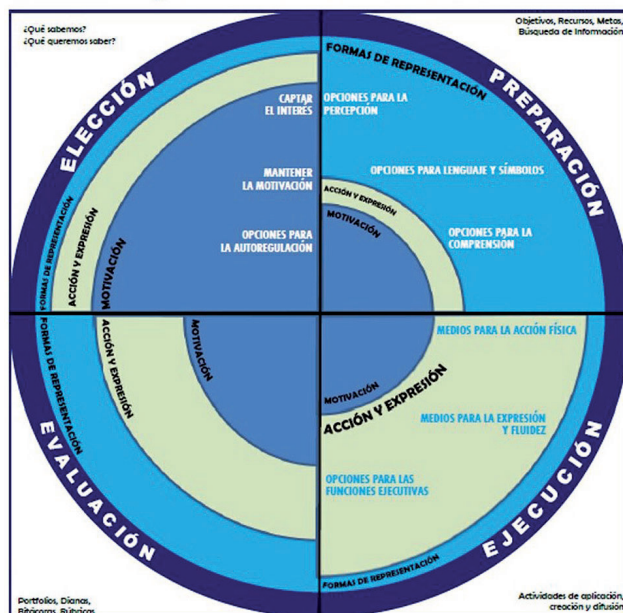 ¿Qué sabemos?
¿Qué queremos saber?
Objetivos, Recursos, Metas,
Búsqueda de Información
ELECCIÓN
PREPARACIÓN
FORMAS DE REPRESENTACIÓN
CAPTAR
EL INTERÉS
OPCIONES PARA LA
PERCEPCIÓN
MANTENER
LA MOTIVACIÓN
OPCIONES PARA LENGUAJE Y SÍMBOLOS
ACCIÓN Y EXPRESIÓN
MOTIVACIÓN
OPCIONES PARA
LA AUTOREGULACIÓN
OPCIONES PARA LA
COMPRENSIÓN
FORMAS DE REPRESENTACIÓN
ACCIÓN Y EXPRESIÓN
MOTIVACIÓN
FORMAS DE REPRESENTACIÓN
ACCIÓN Y EXPRESIÓN
MOTIVACIÓN
MEDIOS PARA LA ACCIÓN FÍSICA
MOTIVACIÓN
ACCIÓN Y EXPRESIÓN
MEDIOS PARA LA EXPRESIÓN
Y FLUIDEZ
OPCIONES PARA LAS
FUNCIONES EJECUTIVAS
FORMAS DE REPRESENTACIÓN
EVALUACIÓN
EJECUCIÓN
Portfolios, Dianas,
Bitácoras, Rúbricas
Actividades de aplicación,
creación y difusión